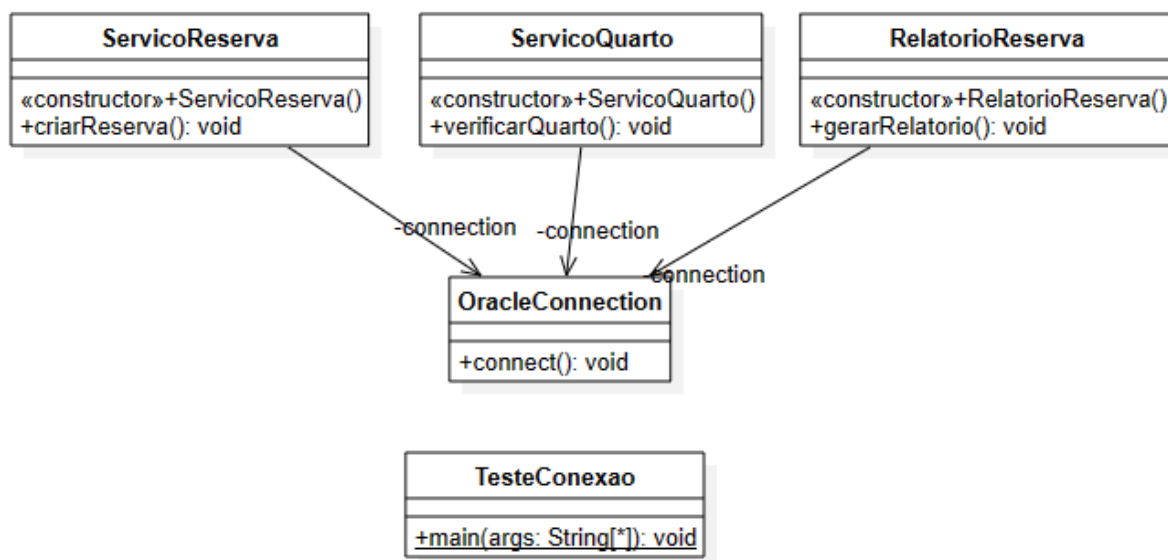 ServicoReserva
«constructor»+ServicoReserva()
+criarReserva(): void
ServicoQuarto
«constructor»+ServicoQuarto()
+verificarQuarto(): void
RelatorioReserva
«constructor»+RelatorioReserva()
+gerarRelatorio(): void
-connection
-connection
-connection
OracleConnection
+connect(): void
TesteConexao
+main(args: String[*]): void